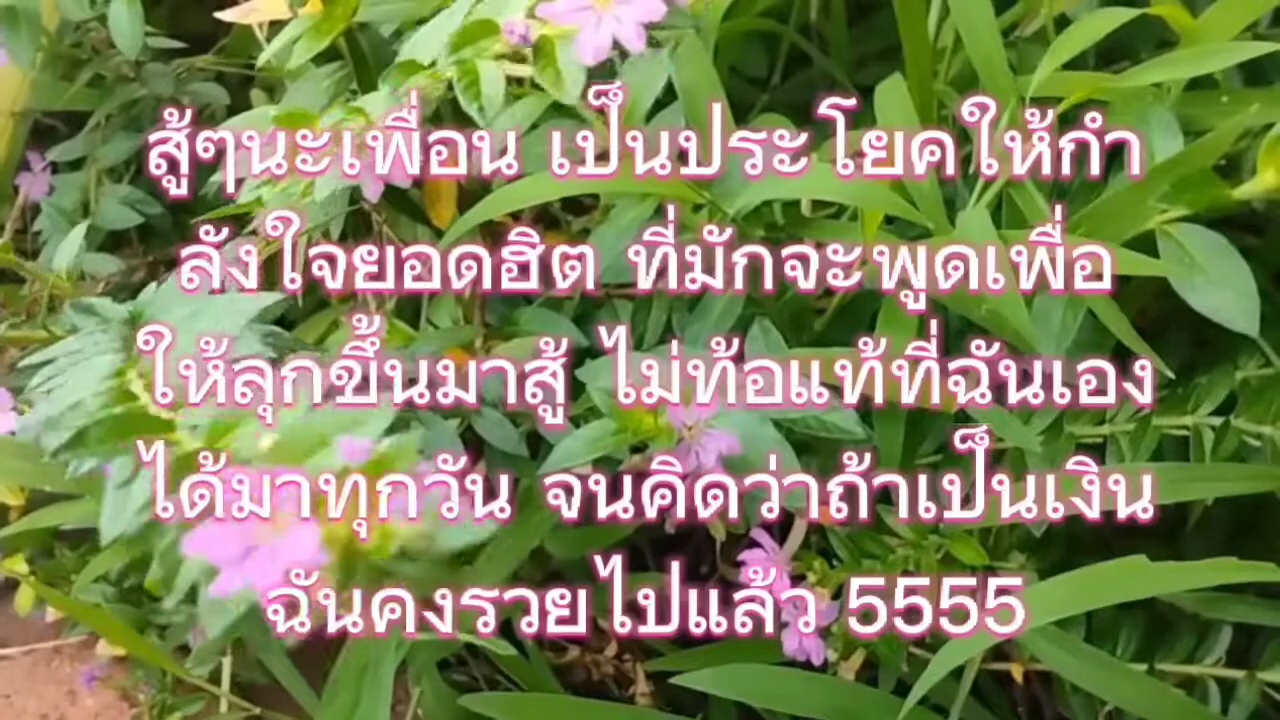 สู้ๆนะเพื่อน เป็นประโยคให้กำ
ลังใจยอดฮิต ที่มักจะพูดเพื่อ
ให้ลุกขึ้นมาสู้ ไม่ท้อแท้ที่ฉันเอง
ได้มาทุกวัน จนคิดว่าถ้าเป็นเงิน
ฉันคงรวยไปแล้ว 5555